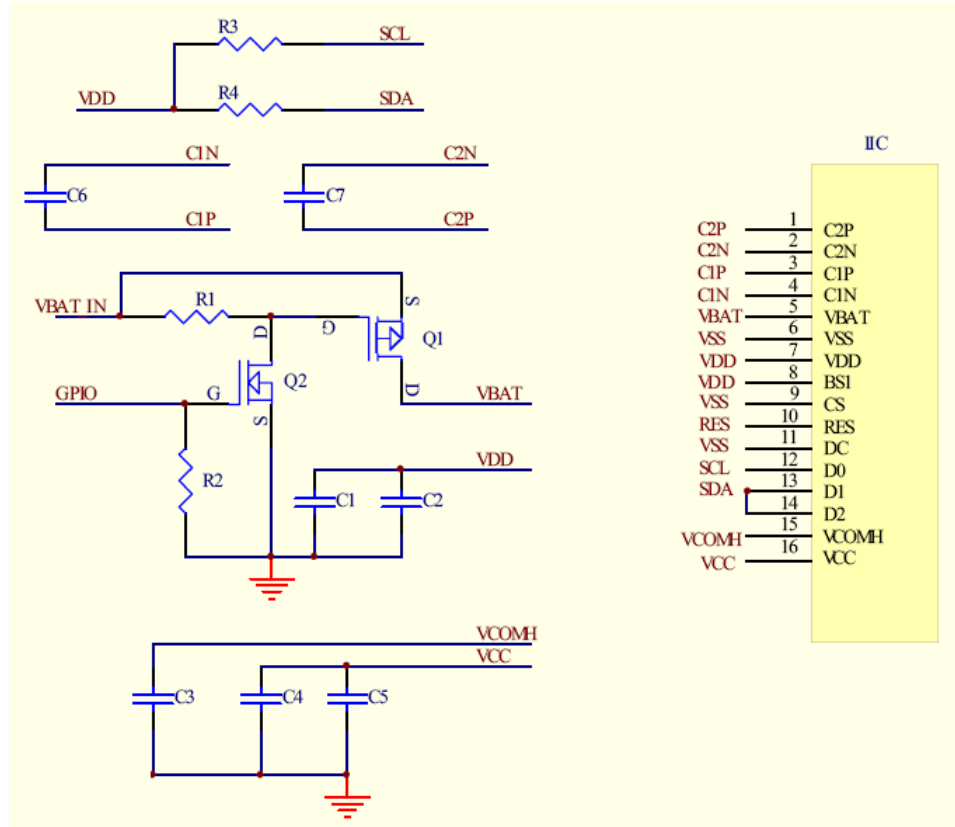 R3
SCL
VDD
R4
SDA
C1N
C6
C1P
C2N
C7
C2P
VBAT IN
R1
D
G
S
Q1
D
VBAT
GPIO
G
Q2
S
R2
VDD
C1
C2
VCOMH
VCC
C3
C4
C5
IIC
C2P 1 C2P
C2N 2 C2N
C1P 3 C1P
C1N 4 C1N
VBAT 5 VBAT
VSS 6 VSS
VDD 7 VDD
VDD 8 BS1
VSS 9 CS
RES 10 RES
VSS 11 DC
SCL 12 D0
SDA 13 D1
14 D2
VCOMH 15 VCOMH
VCC 16 VCC